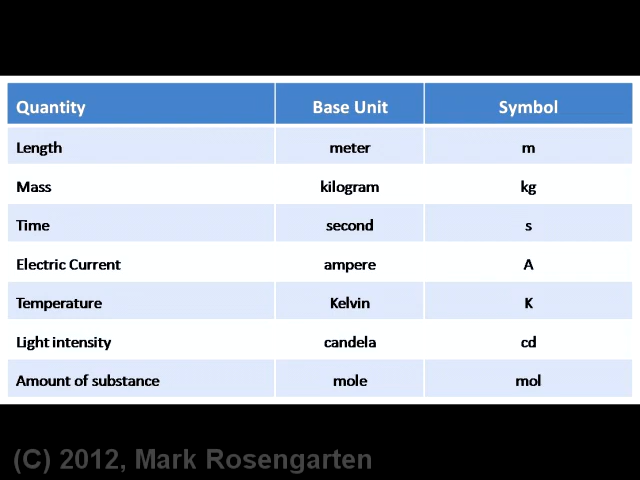 Quantity Base Unit Symbol
Length meter m
Mass kilogram kg
Time second s
Electric Current ampere A
Temperature Kelvin K
Light intensity candela cd
Amount of substance mole mol
(C) 2012, Mark Rosengarten